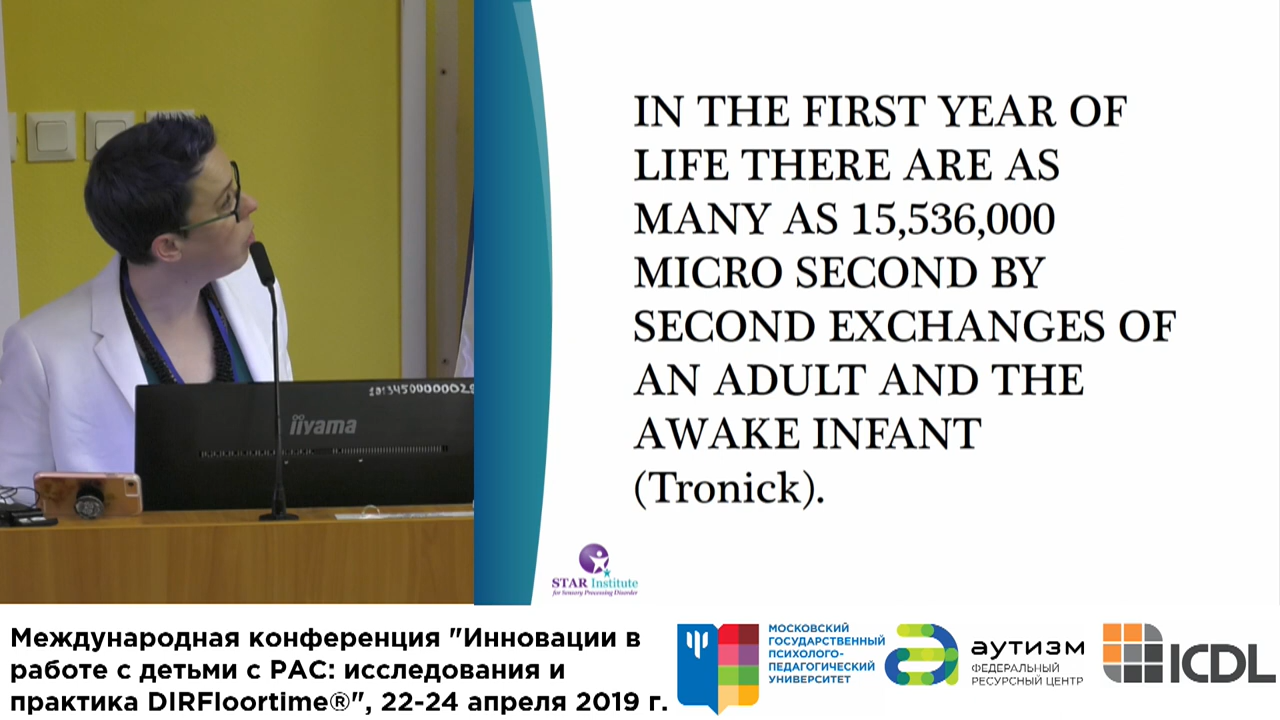 IN THE FIRST YEAR OF
LIFE THERE ARE AS
MANY AS 15,536,000
MICRO SECOND BY
SECOND EXCHANGES OF
AN ADULT AND THE
AWAKE INFANT
(Tronick).
STAR Institute
for Sensory Processing Disorder
iiyama
Международная конференция "Инновации в
работе с детьми с РАС: исследования и
практика DIRFloortime®", 22-24 апреля 2019 г.
МОСКОВСКИЙ
ГОСУДАРСТВЕННЫЙ
ПСИХОЛОГО-
ПЕДАГОГИЧЕСКИЙ
УНИВЕРСИТЕТ
аутизм
ФЕДЕРАЛЬНЫЙ
РЕСУРСНЫЙ ЦЕНТР
ICDL